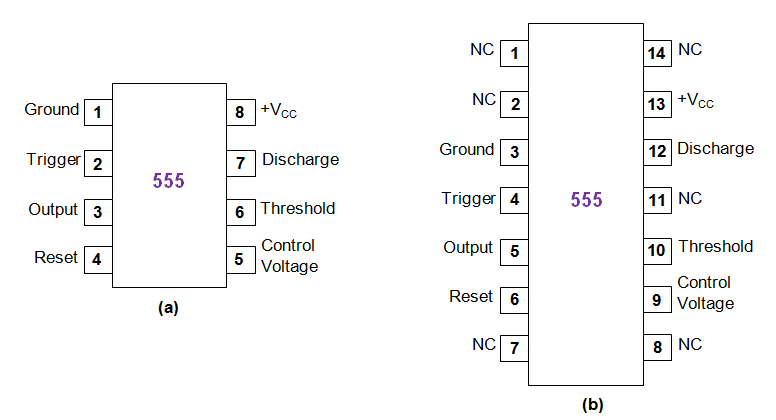 Ground 1
8 +VCC
Trigger 2
7 Discharge
555
Output 3
6 Threshold
Reset 4
5 Control
Voltage
(a)
NC 1
14 NC
NC 2
13 +VCC
Ground 3
12 Discharge
Trigger 4
555
11 NC
Output 5
10 Threshold
Reset 6
9 Control
Voltage
NC 7
8 NC
(b)